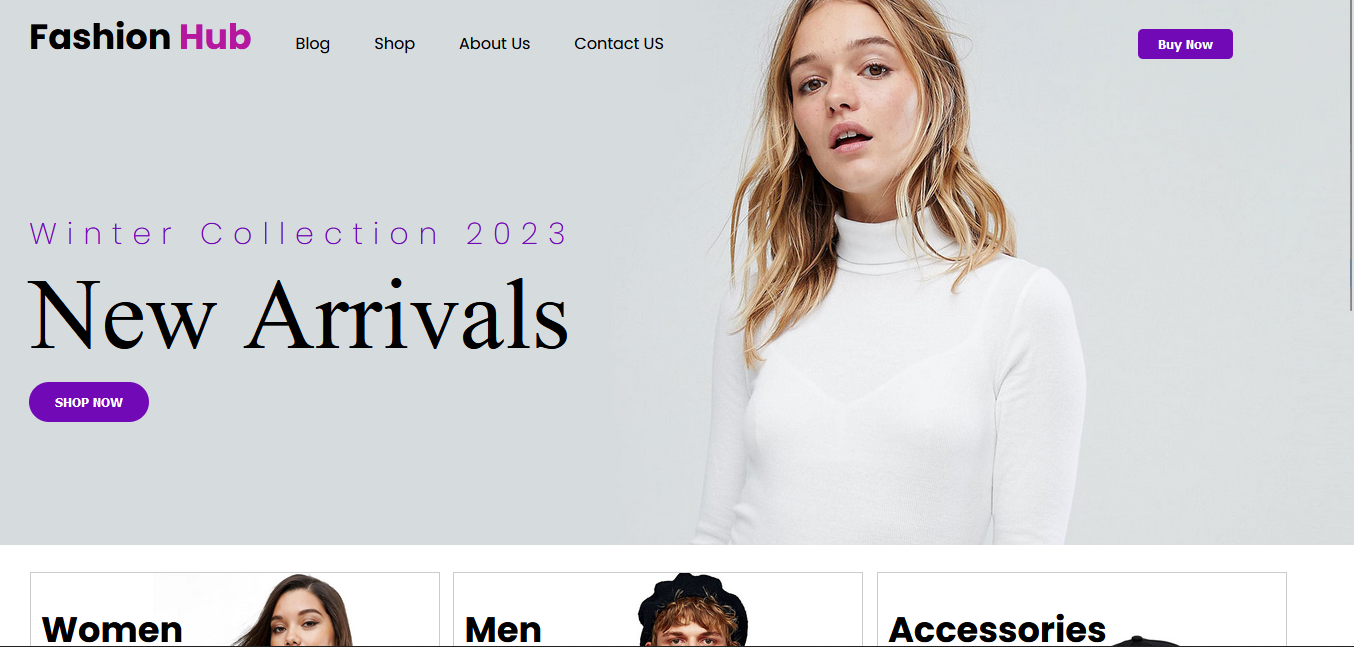 Fashion Hub Blog Shop About Us Contact US Buy Now
Winter Collection 2023
New Arrivals
SHOP NOW
Women Men Accessories